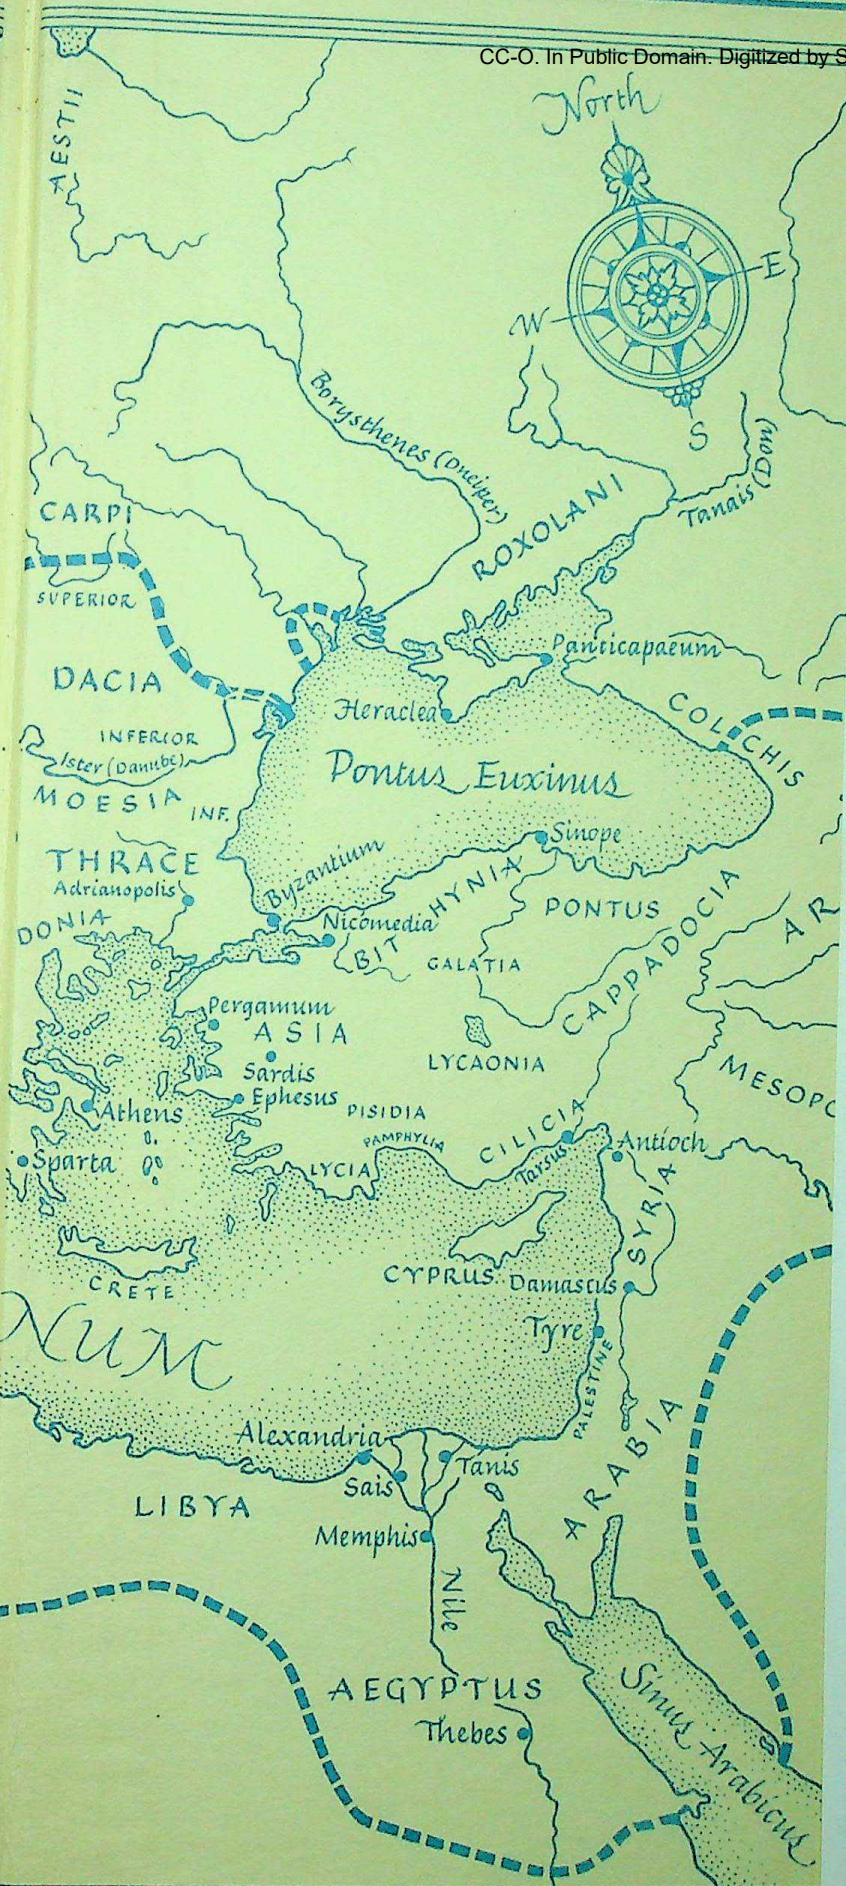 CC-O. In Public Domain. Digitized by S
North
AESTII
E
W
S
Borysthenes (Dneiper)
Tanais (Don)
ROXOLANI
CARPI
SUPERIOR
Panticapaeum
DACIA
COLCHIS
Heraclea
INFERIOR
Ister (Danube)
Pontus Euxinus
MOESIA INF.
Sinope
THRACE
Byzantium
Adrianopolis
PONTUS
DONIA
Nicomedia
BITHYNIA
AR
GALATIA
CAPPADOCIA
Pergamum
ASIA
LYCAONIA
MESOPO
Sardis
Ephesus
PISIDIA
Athens
PAMPHYLIA
CILICIA
Antioch
Sparta
LYCIA
Tarsus
SYRIA
CYPRUS
Damascus
CRETE
NUM
Tyre
PALESTINE
ARABIA
Alexandria
Tanis
Sais
LIBYA
Memphis
Nile
AEGYPTUS
Sinus Arabicus
Thebes